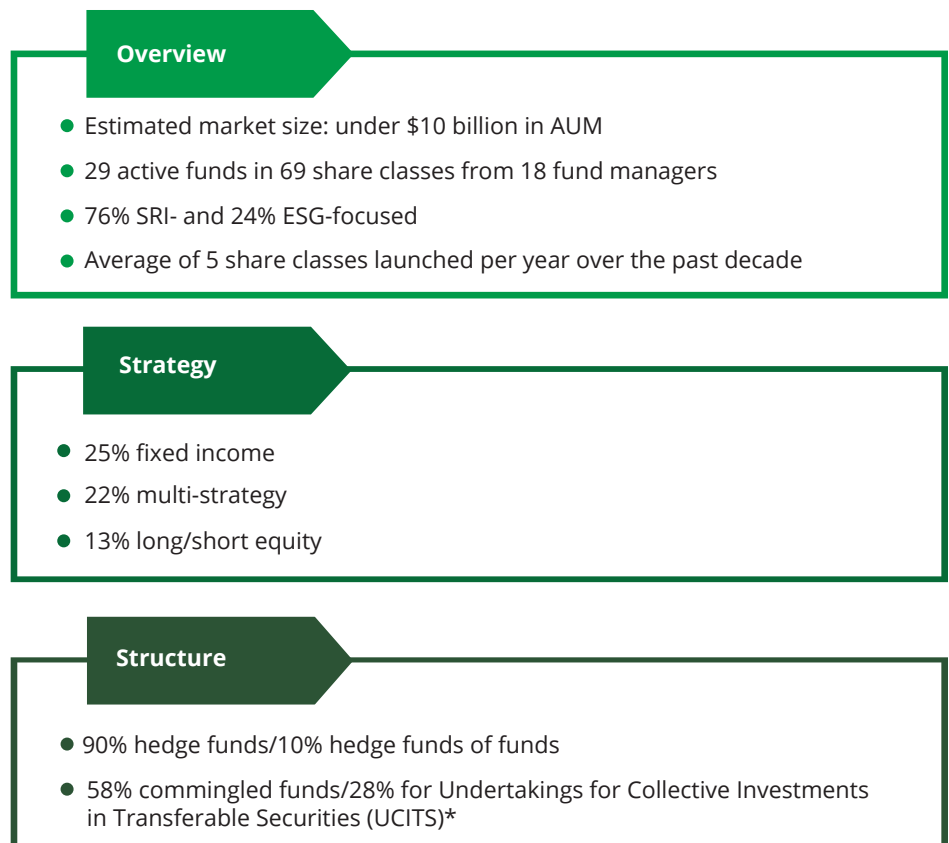 Overview
Estimated market size: under $10 billion in AUM
29 active funds in 69 share classes from 18 fund managers
76% SRI- and 24% ESG-focused
Average of 5 share classes launched per year over the past decade
Strategy
25% fixed income
22% multi-strategy
13% long/short equity
Structure
90% hedge funds/10% hedge funds of funds
58% commingled funds/28% for Undertakings for Collective Investments
in Transferable Securities (UCITS)*